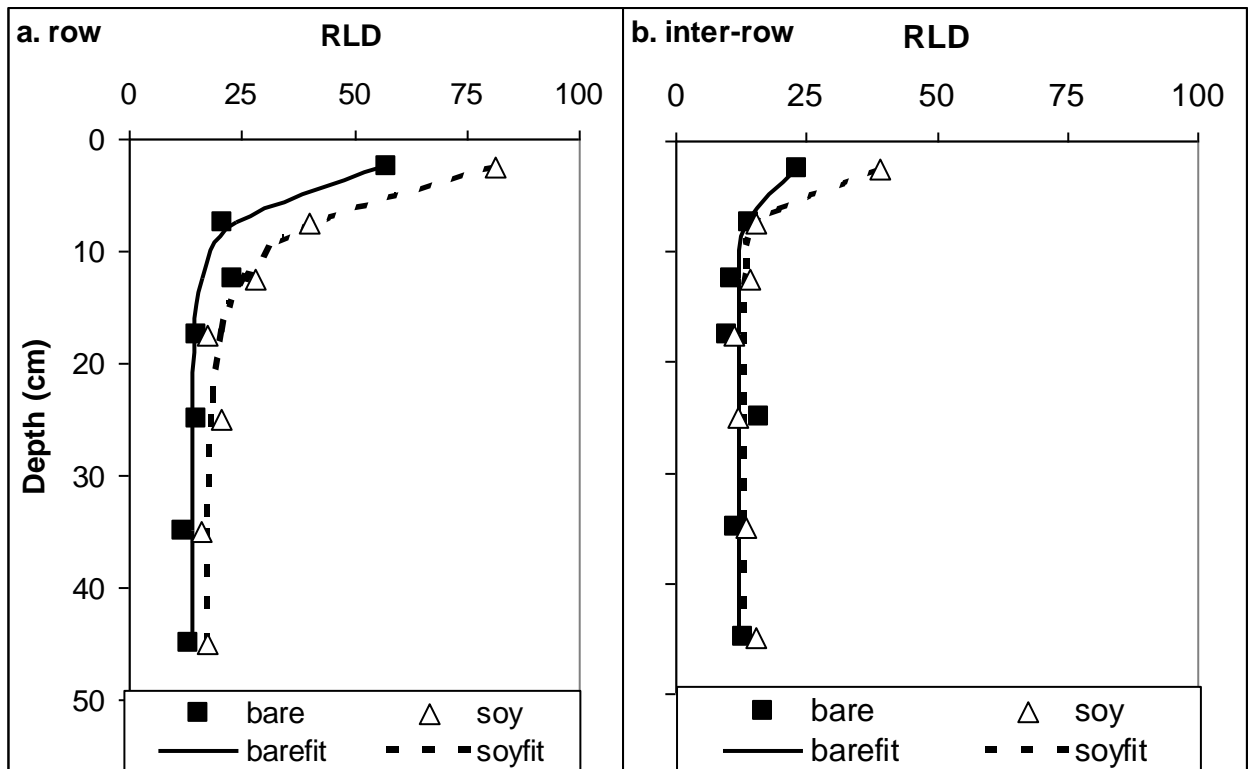 a. row RLD
0 25 50 75 100
0
10
20
30
40
50
Depth (cm)
bare soy
barefit soyfit
b. inter-row RLD
0 25 50 75 100
bare soy
barefit soyfit